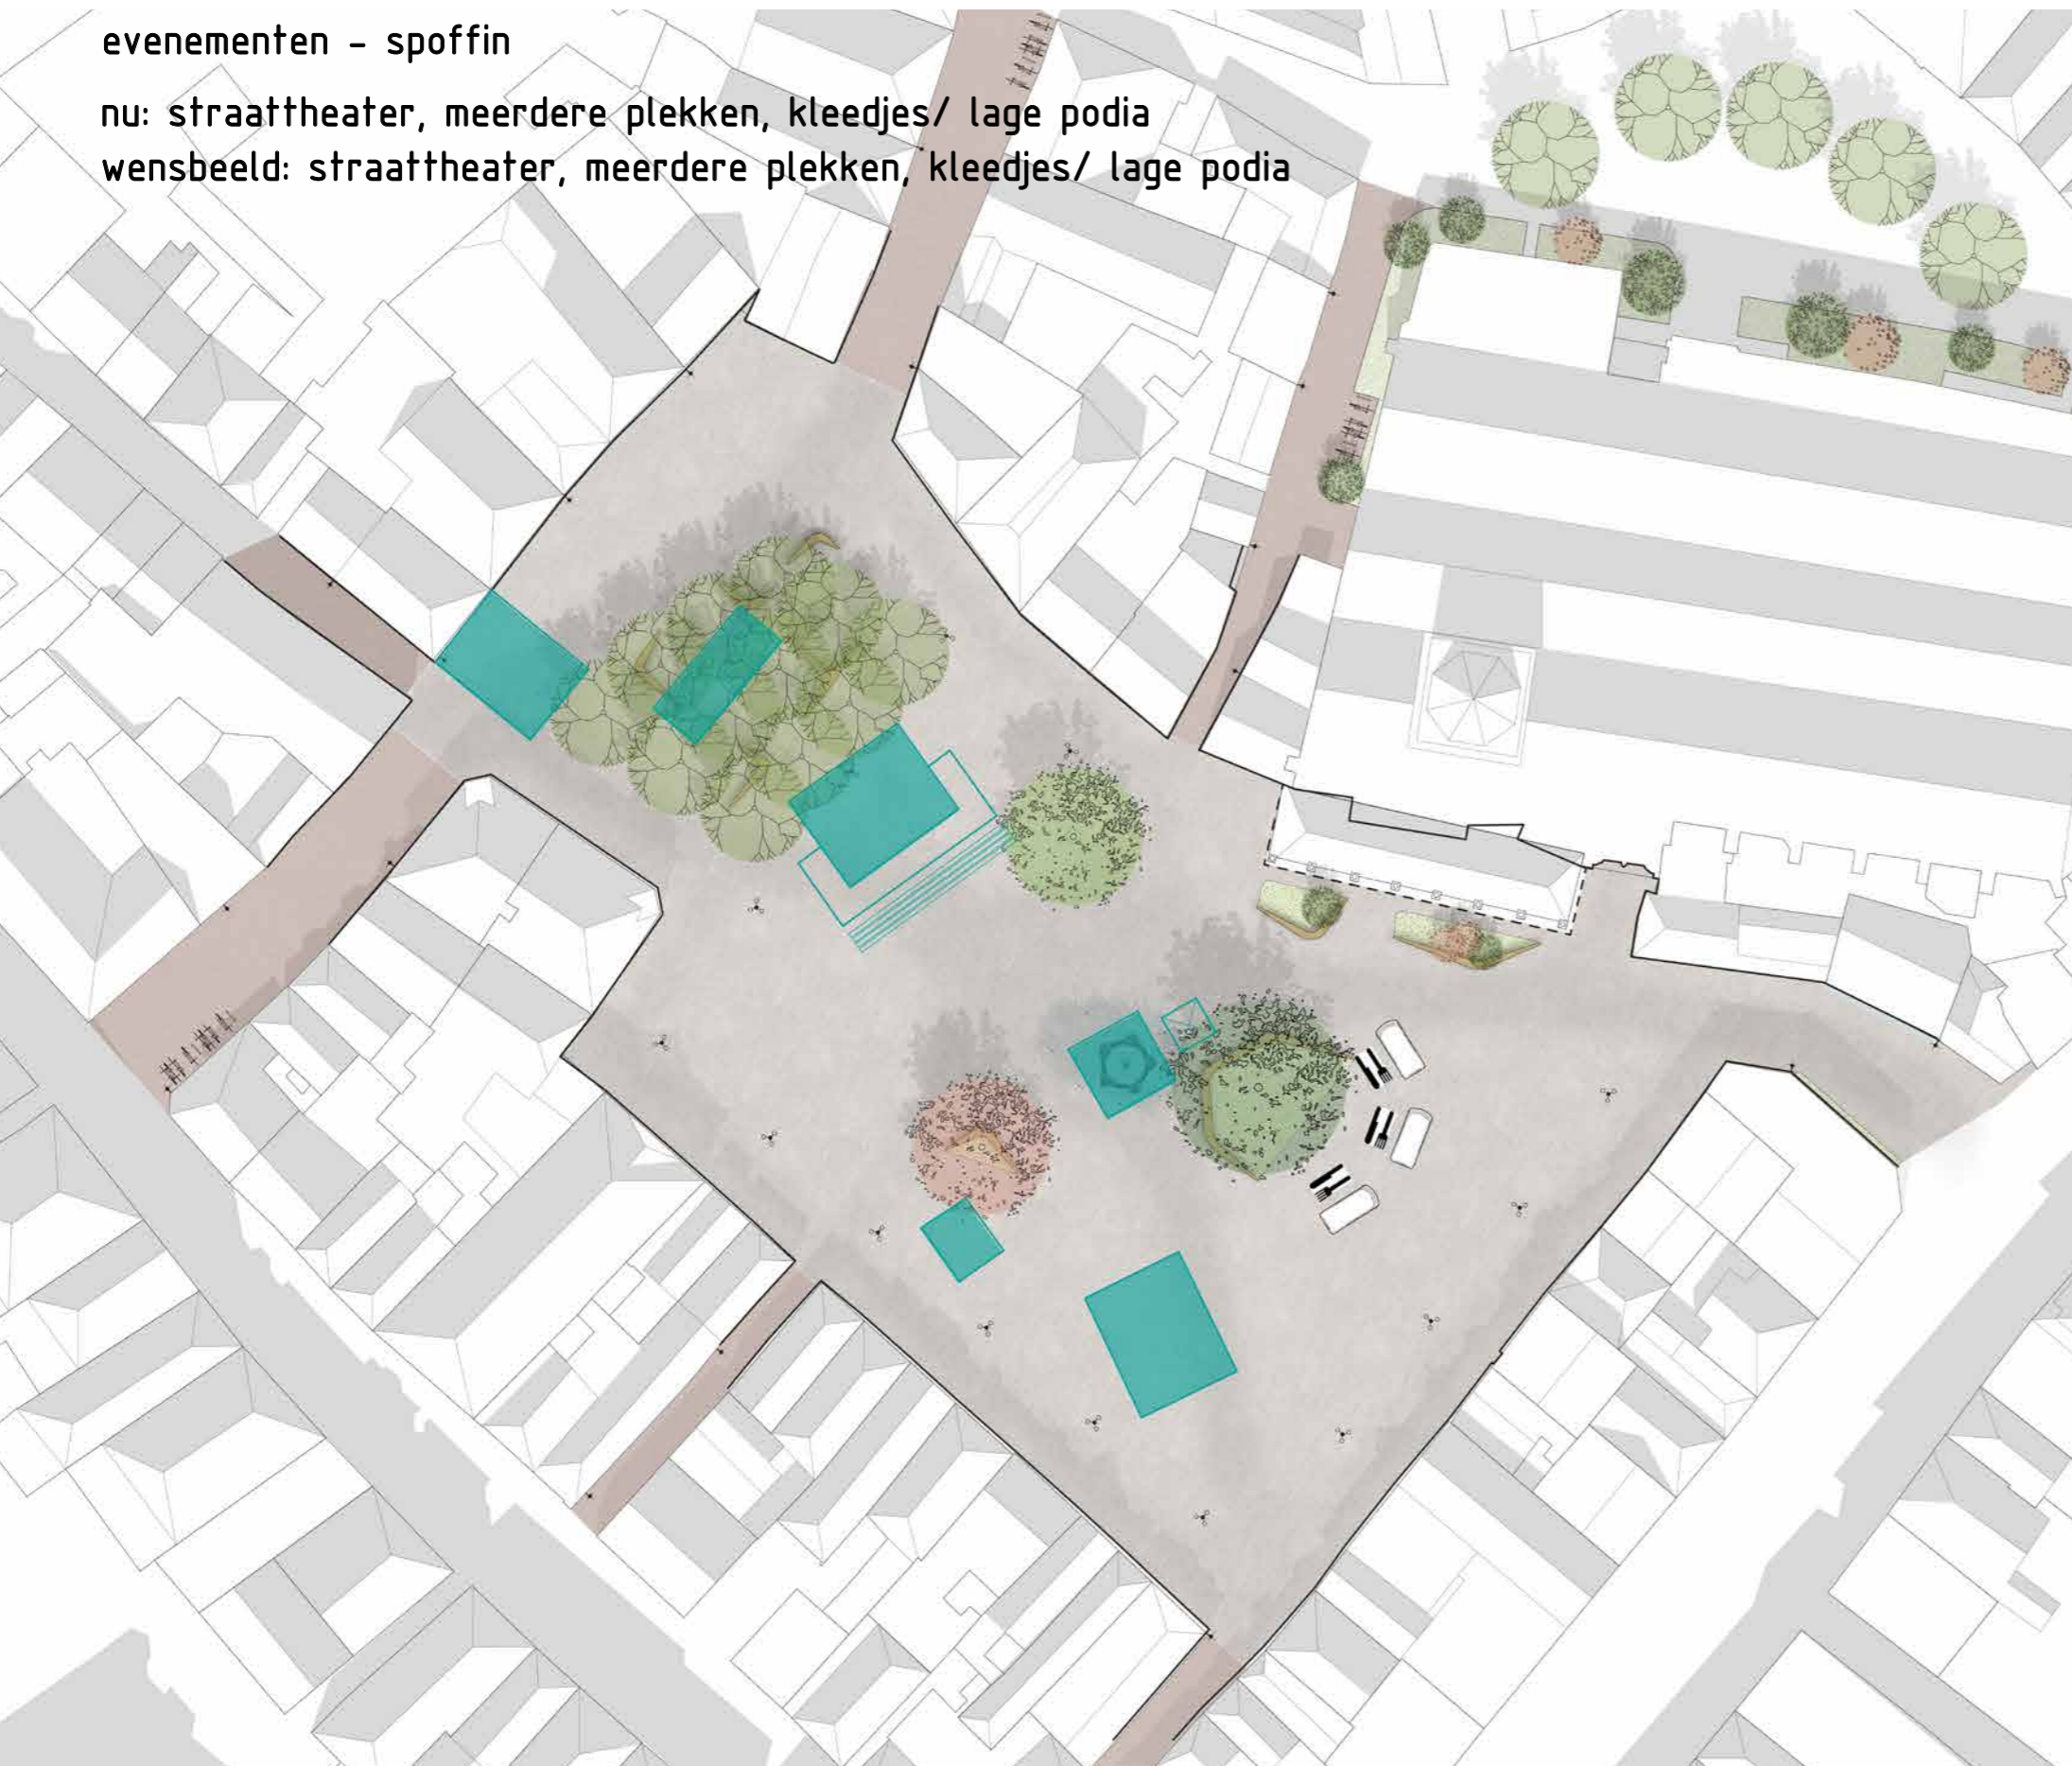 evenementen - spoffin
nu: straattheater, meerdere plekken, kleedjes/ lage podia
wensbeeld: straattheater, meerdere plekken, kleedjes/ lage podia